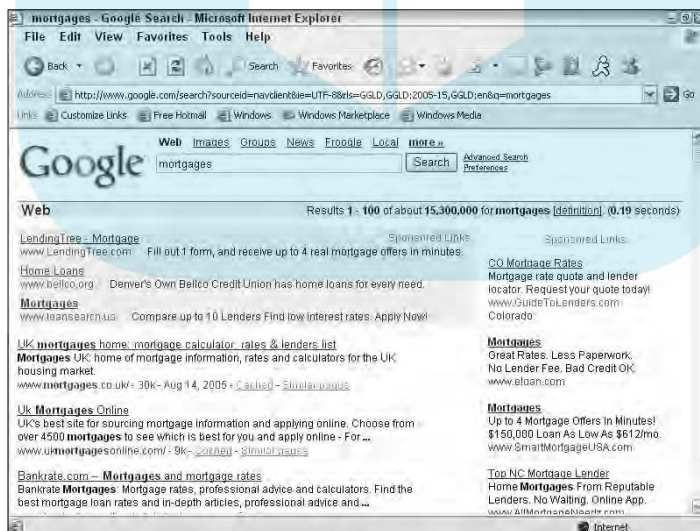 mortgages - Google Search - Microsoft Internet Explorer
File Edit View Favorites Tools Help
Back Search Favorites
Address http://www.google.com/search?sourceid=navclient&ie=UTF-8&rls=GGLD,GGLD:2005-15,GGLD:en&q=mortgages Go
Links Customize Links Free Hotmail Windows Windows Marketplace Windows Media
Google
Web Images Groups News Froogle Local more »
mortgages Search Advanced Search
Preferences
Web Results 1 - 100 of about 15,300,000 for mortgages [definition]. (0.19 seconds)
LendingTree - Mortgage Sponsored Links
www.LendingTree.com Fill out 1 form, and receive up to 4 real mortgage offers in minutes.
Home Loans
www.bellco.org Denver's Own Bellco Credit Union has home loans for every need.
Mortgages
www.loansearch.us Compare up to 10 Lenders Find low interest rates. Apply Now!
UK mortgages home: mortgage calculator, rates & lenders list
Mortgages UK: home of mortgage information, rates and calculators for the UK
housing market.
www.mortgages.co.uk/ - 30k - Aug 14, 2005 - Cached - Similar pages
Uk Mortgages Online
UK's best site for sourcing mortgage information and applying online. Choose from
over 4500 mortgages to see which is best for you and apply online - For ...
www.ukmortgagesonline.com/ - 9k - Cached - Similar pages
Bankrate.com – Mortgages and mortgage rates
Bankrate Mortgages: Mortgage rates, professional advice and calculators. Find the
best mortgage loan rates and in-depth articles, professional advice and ...
Sponsored Links
CO Mortgage Rates
Mortgage rate quote and lender
locator. Request your quote today!
www.GuideToLenders.com
Colorado
Mortgages
Great Rates. Less Paperwork.
No Lender Fee. Bad Credit OK.
www.eloan.com
Mortgages
Up to 4 Mortgage Offers In Minutes!
$150,000 Loan As Low As $612/mo.
www.SmartMortgageUSA.com
Top NC Mortgage Lender
Home Mortgages From Reputable
Lenders. No Waiting. Online App.
www.AllMortgageNeedz.com
Internet